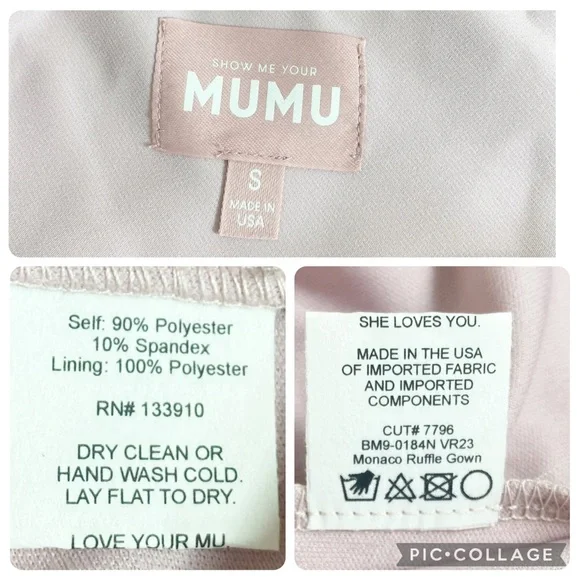 SHOW ME YOUR
MUMU
S
MADE IN
USA
Self: 90% Polyester
10% Spandex
Lining: 100% Polyester
RN# 133910
DRY CLEAN OR
HAND WASH COLD.
LAY FLAT TO DRY.
LOVE YOUR MU.
SHE LOVES YOU.
MADE IN THE USA
OF IMPORTED FABRIC
AND IMPORTED
COMPONENTS
CUT# 7796
BM9-0184N VR23
Monaco Ruffle Gown
PIC•COLLAGE